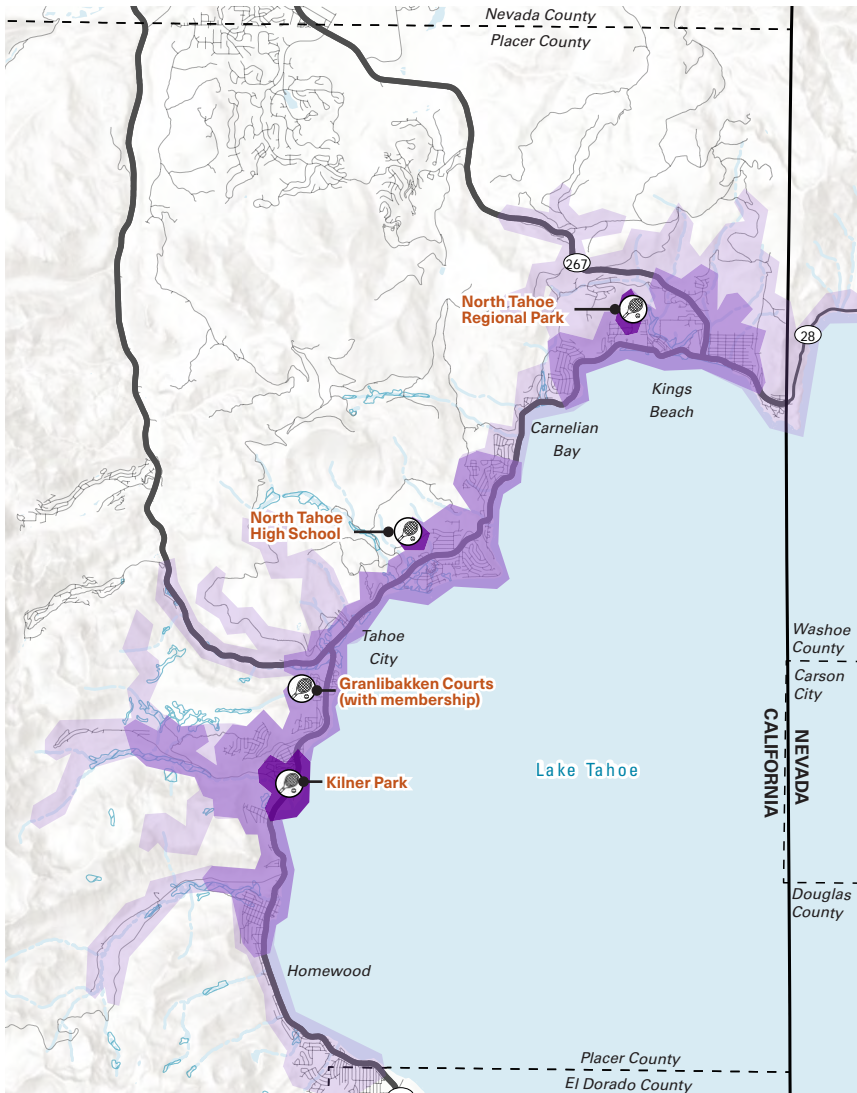 Nevada County
Placer County
267
North Tahoe
Regional Park
28
Kings
Beach
Carnelian
Bay
North Tahoe
High School
Tahoe
City
Washoe
County
Granlibakken Courts
(with membership)
Carson
City
CALIFORNIA
NEVADA
Lake Tahoe
Kilner Park
Douglas
County
Homewood
Placer County
El Dorado County